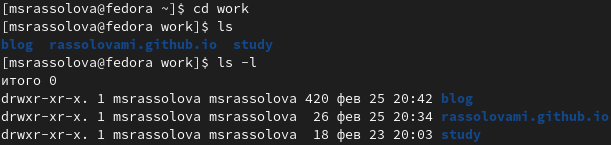 [msrassolova@fedora ~]$ cd work
[msrassolova@fedora work]$ ls
blog  rassolovami.github.io  study
[msrassolova@fedora work]$ ls -l
итого 0
drwxr-xr-x. 1 msrassolova msrassolova 420 фев 25 20:42 blog
drwxr-xr-x. 1 msrassolova msrassolova  26 фев 25 20:34 rassolovami.github.io
drwxr-xr-x. 1 msrassolova msrassolova  18 фев 23 20:03 study